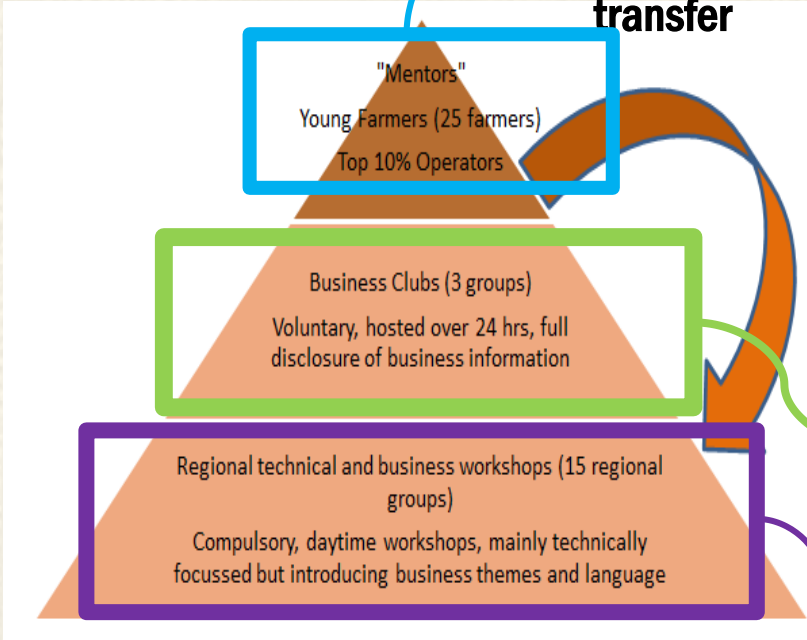 transfer
"Mentors"
Young Farmers (25 farmers)
Top 10% Operators
Business Clubs (3 groups)
Voluntary, hosted over 24 hrs, full
disclosure of business information
Regional technical and business workshops (15 regional
groups)
Compulsory, daytime workshops, mainly technically
focussed but introducing business themes and language